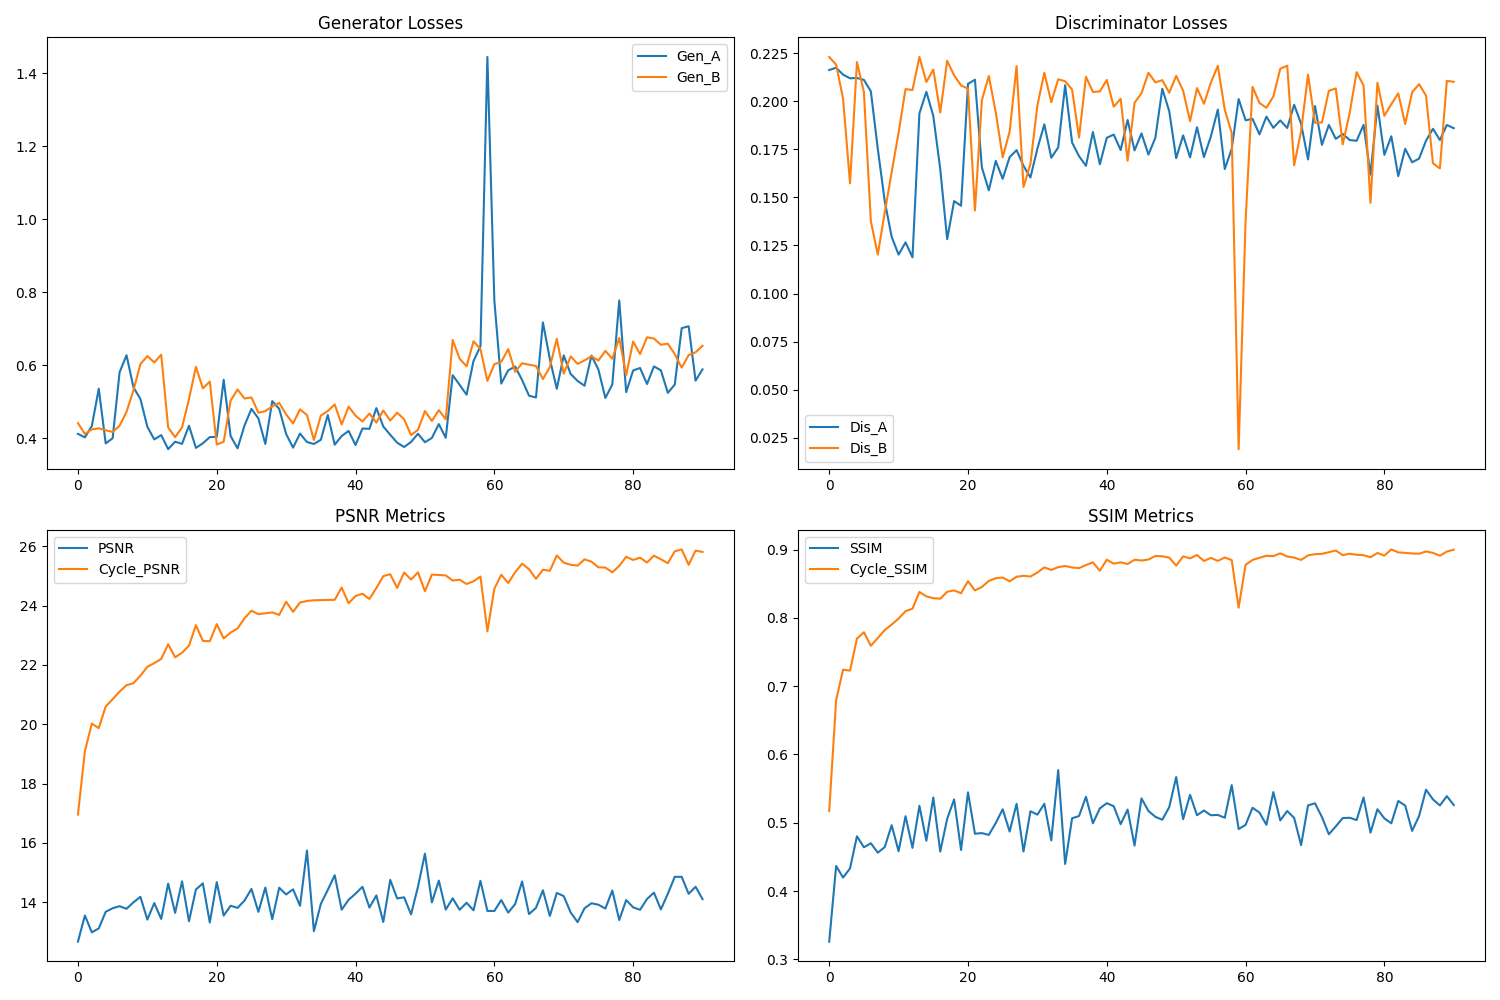 Generator Losses
1.4
1.2
1.0
0.8
0.6
0.4
0 20 40 60 80
Gen_A
Gen_B
Discriminator Losses
0.225
0.200
0.175
0.150
0.125
0.100
0.075
0.050
0.025
0 20 40 60 80
Dis_A
Dis_B
PSNR Metrics
26
24
22
20
18
16
14
0 20 40 60 80
PSNR
Cycle_PSNR
SSIM Metrics
0.9
0.8
0.7
0.6
0.5
0.4
0.3
0 20 40 60 80
SSIM
Cycle_SSIM